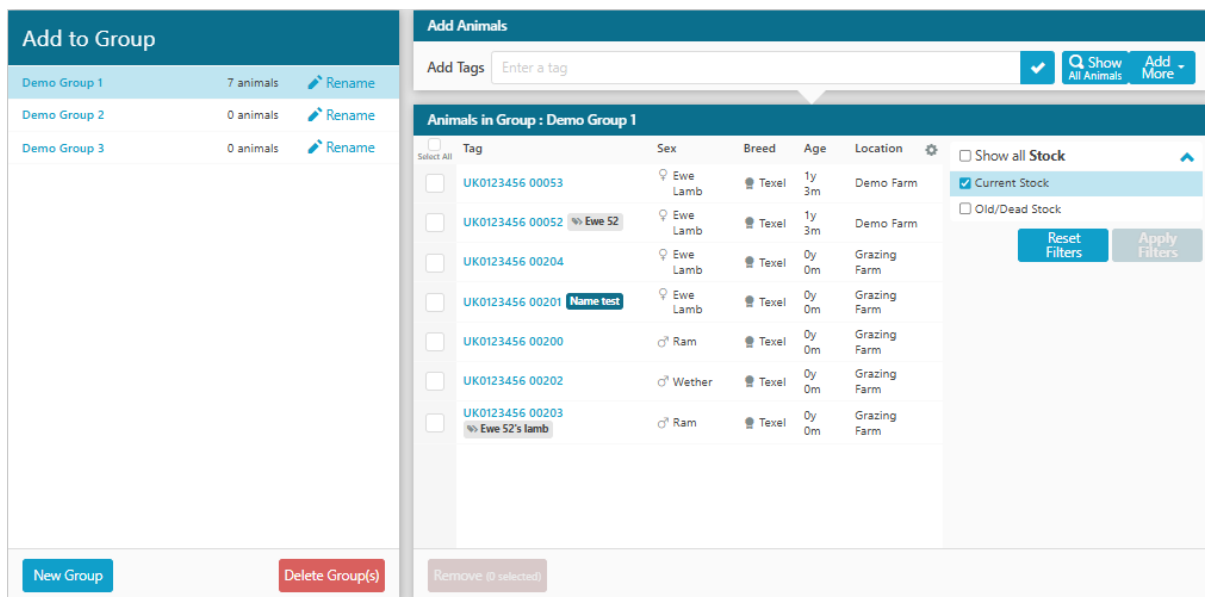 Add to Group
Demo Group 1 7 animals Rename
Demo Group 2 0 animals Rename
Demo Group 3 0 animals Rename
New Group Delete Group(s)
Add Animals
Add Tags Enter a tag Show All Animals Add More
Animals in Group : Demo Group 1
Select All Tag Sex Breed Age Location
UK0123456 00053 Ewe Lamb Texel 1y 3m Demo Farm
UK0123456 00052 Ewe 52 Ewe Lamb Texel 1y 3m Demo Farm
UK0123456 00204 Ewe Lamb Texel 0y 0m Grazing Farm
UK0123456 00201 Name test Ewe Lamb Texel 0y 0m Grazing Farm
UK0123456 00200 Ram Texel 0y 0m Grazing Farm
UK0123456 00202 Wether Texel 0y 0m Grazing Farm
UK0123456 00203 Ewe 52's lamb Ram Texel 0y 0m Grazing Farm
Show all Stock
Current Stock
Old/Dead Stock
Reset Filters Apply Filters
Remove (0 selected)